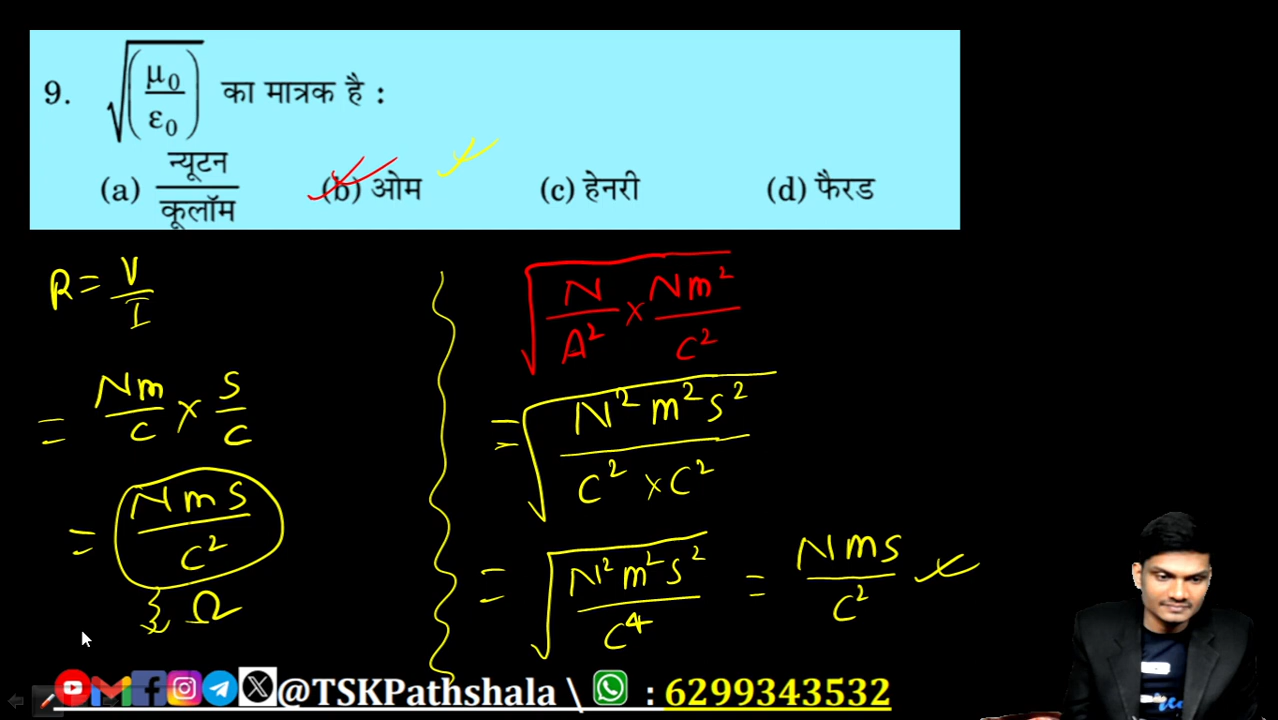 9. √(μ₀/ε₀) का मात्रक है :
(a) न्यूटन/कूलॉम (b) ओम (c) हेनरी (d) फैरड
R = V/I
= Nm/C × S/C
= NmS/C²
Ω
√(N/A² × Nm²/C²)
= √(N²m²s²/C² × C²)
= √(N²m²s²/C⁴) = Nms/C²
@TSKPathshala \ : 6299343532